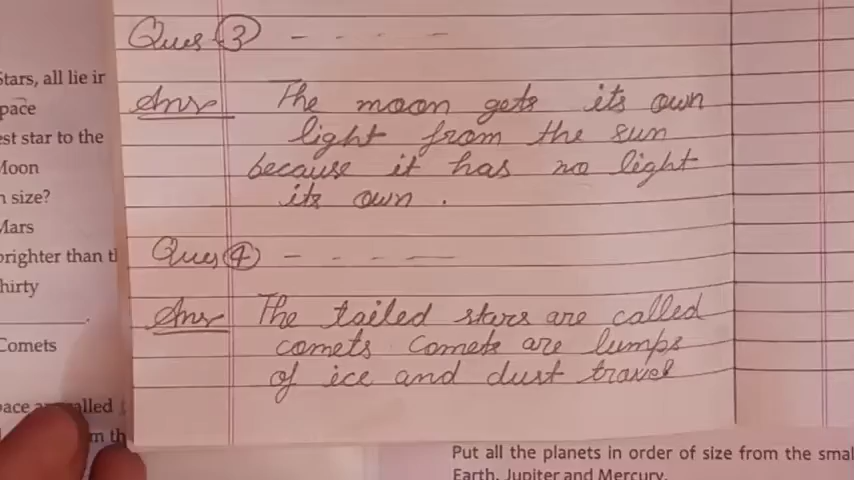 Ques 3 - - - - -
Ans The moon gets its own
light from the sun
because it has no light
its own .
Ques 4 - - - - -
Ans The tailed stars are called
comets comets are lumps
of ice and dust travel
Stars, all lie in
pace
est star to the
Moon
n size?
Mars
brighter than th
hirty
Comets
pace a alled
m th
Put all the planets in order of size from the smal
Earth, Jupiter and Mercury.